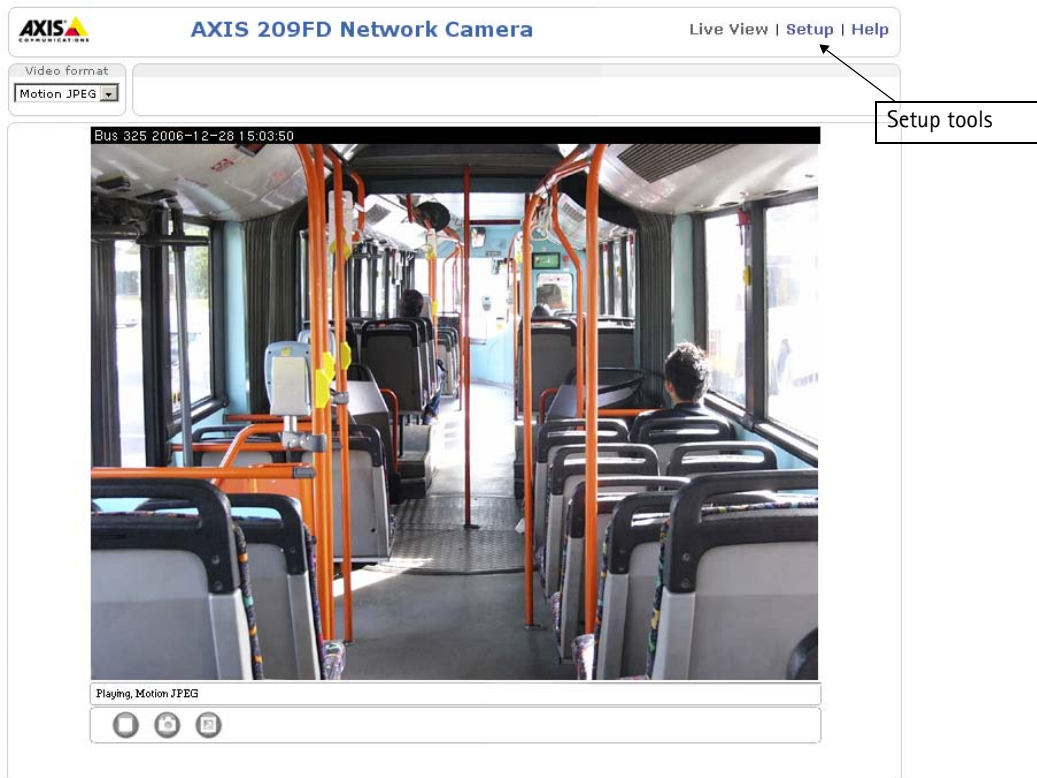 AXIS
COMMUNICATIONS
AXIS 209FD Network Camera
Live View | Setup | Help
Video format
Motion JPEG
Setup tools
Bus 325 2006-12-28 15:03:50
Playing, Motion JPEG